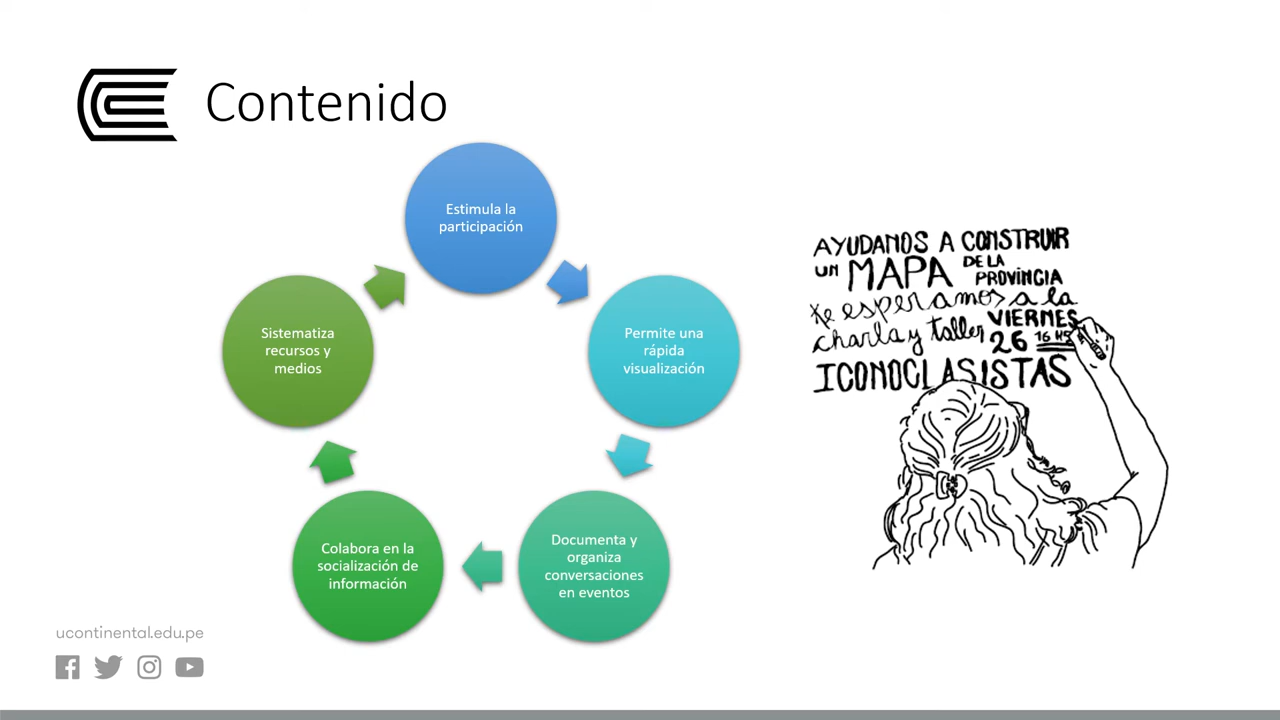 Contenido
Estimula la
participación
Permite una
rápida
visualización
Documenta y
organiza
conversaciones
en eventos
Colabora en la
socialización de
información
Sistematiza
recursos y
medios
AYUDANOS A CONSTRUIR
UN MAPA DE LA PROVINCIA
te esperamos a la
charla y taller VIERNES
26 16 HS
ICONOCLASISTAS
ucontinental.edu.pe